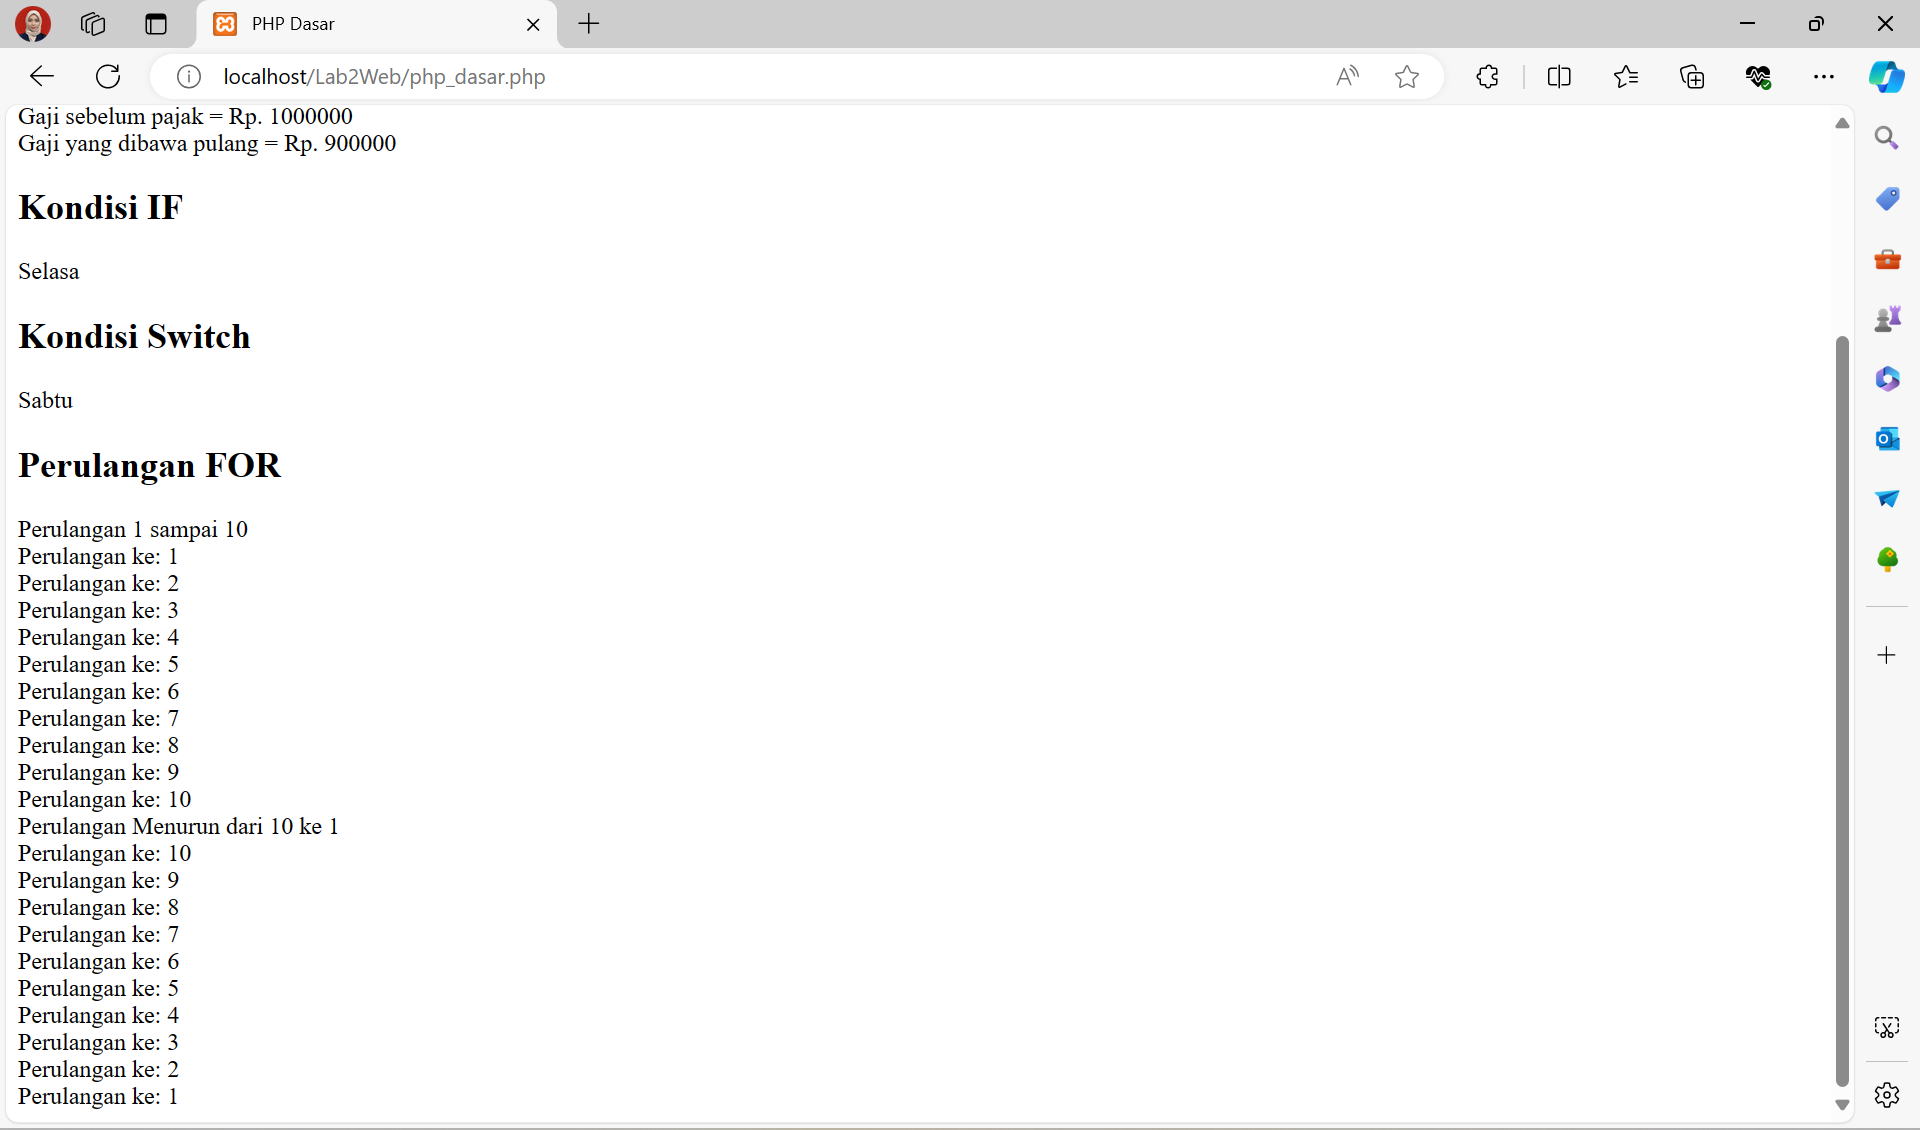 PHP Dasar
localhost/Lab2Web/php_dasar.php
Gaji sebelum pajak = Rp. 1000000
Gaji yang dibawa pulang = Rp. 900000
Kondisi IF
Selasa
Kondisi Switch
Sabtu
Perulangan FOR
Perulangan 1 sampai 10
Perulangan ke: 1
Perulangan ke: 2
Perulangan ke: 3
Perulangan ke: 4
Perulangan ke: 5
Perulangan ke: 6
Perulangan ke: 7
Perulangan ke: 8
Perulangan ke: 9
Perulangan ke: 10
Perulangan Menurun dari 10 ke 1
Perulangan ke: 10
Perulangan ke: 9
Perulangan ke: 8
Perulangan ke: 7
Perulangan ke: 6
Perulangan ke: 5
Perulangan ke: 4
Perulangan ke: 3
Perulangan ke: 2
Perulangan ke: 1